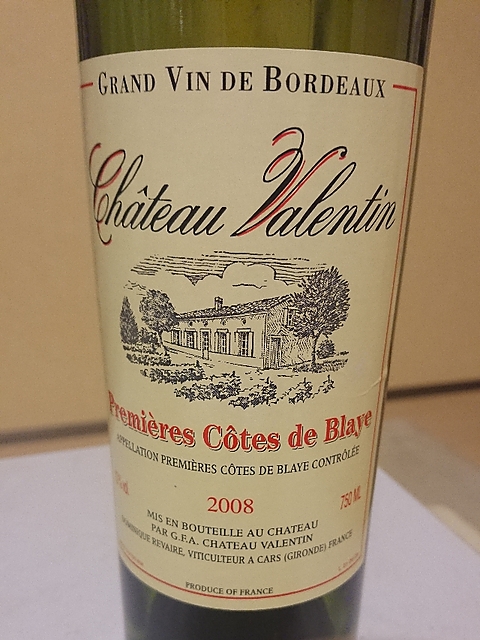 GRAND VIN DE BORDEAUX
Château Valentin
Premières Côtes de Blaye
APPELLATION PREMIÈRES CÔTES DE BLAYE CONTRÔLÉE
2008
750 ML
MIS EN BOUTEILLE AU CHATEAU
PAR G.F.A. CHATEAU VALENTIN
DOMINIQUE REVAIRE, VITICULTEUR A CARS (GIRONDE) FRANCE
PRODUCE OF FRANCE